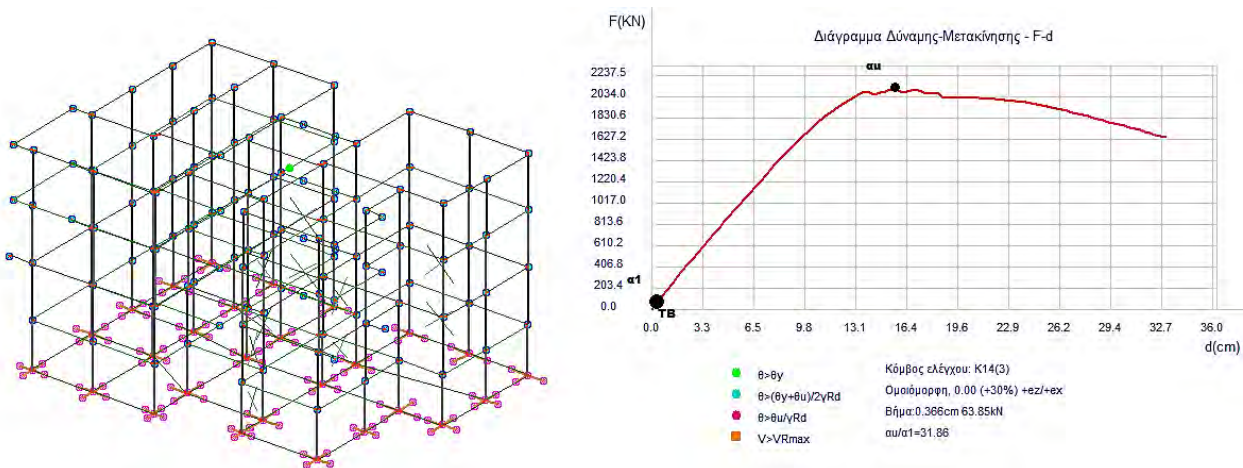 F(KN)
Διάγραμμα Δύναμης-Μετακίνησης - F-d
αu
2237.5
2034.0
1830.6
1627.2
1423.8
1220.4
1017.0
813.6
610.2
406.8
203.4
0.0
α1
TB
0.0 3.3 6.5 9.8 13.1 16.4 19.6 22.9 26.2 29.4 32.7 36.0
d(cm)
θ>θy
θ>(θy+θu)/2γRd
θ>θu/γRd
V>VRmax
Κόμβος ελέγχου: Κ14(3)
Ομοιόμορφη, 0.00 (+30%) +ez/+ex
Βήμα:0.366cm 63.85kN
αu/α1=31.86